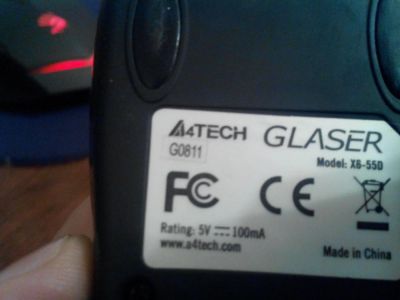 A4TECH GLASER
G0811
Model: X6-55D
FC CE
Rating: 5V ⎓ 100mA
www.a4tech.com
Made in China